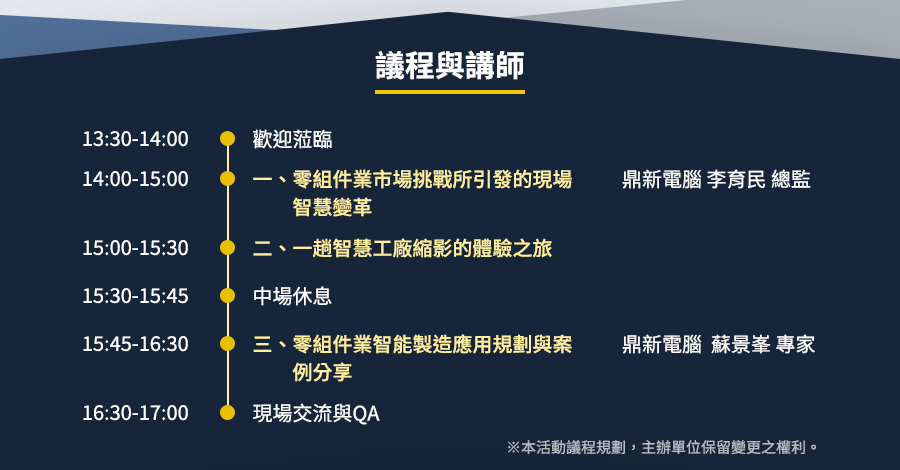 議程與講師
13:30-14:00 歡迎蒞臨
14:00-15:00 一、零組件業市場挑戰所引發的現場 鼎新電腦 李育民 總監
智慧變革
15:00-15:30 二、一趟智慧工廠縮影的體驗之旅
15:30-15:45 中場休息
15:45-16:30 三、零組件業智能製造應用規劃與案 鼎新電腦 蘇景峯 專家
例分享
16:30-17:00 現場交流與QA
※本活動議程規劃，主辦單位保留變更之權利。